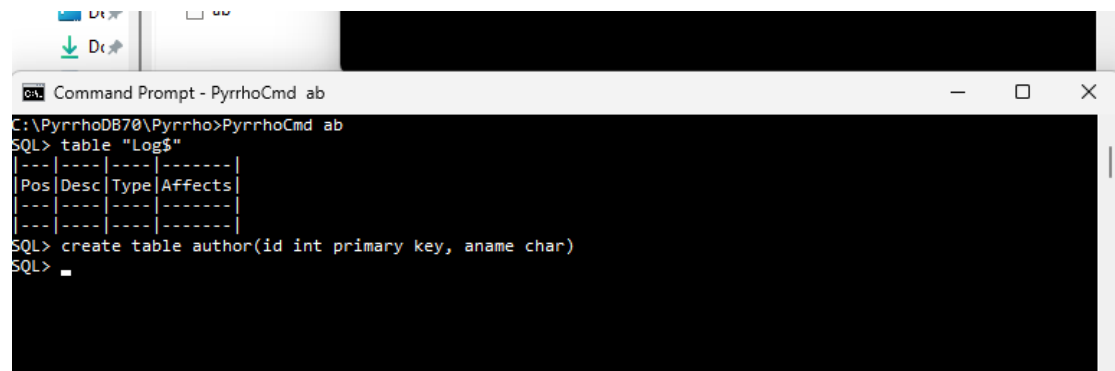 Command Prompt - PyrrhoCmd ab
C:\PyrrhoDB70\Pyrrho>PyrrhoCmd ab
SQL> table "Log$"
|---|----|----|-------|
|Pos|Desc|Type|Affects|
|---|----|----|-------|
|---|----|----|-------|
SQL> create table author(id int primary key, aname char)
SQL>